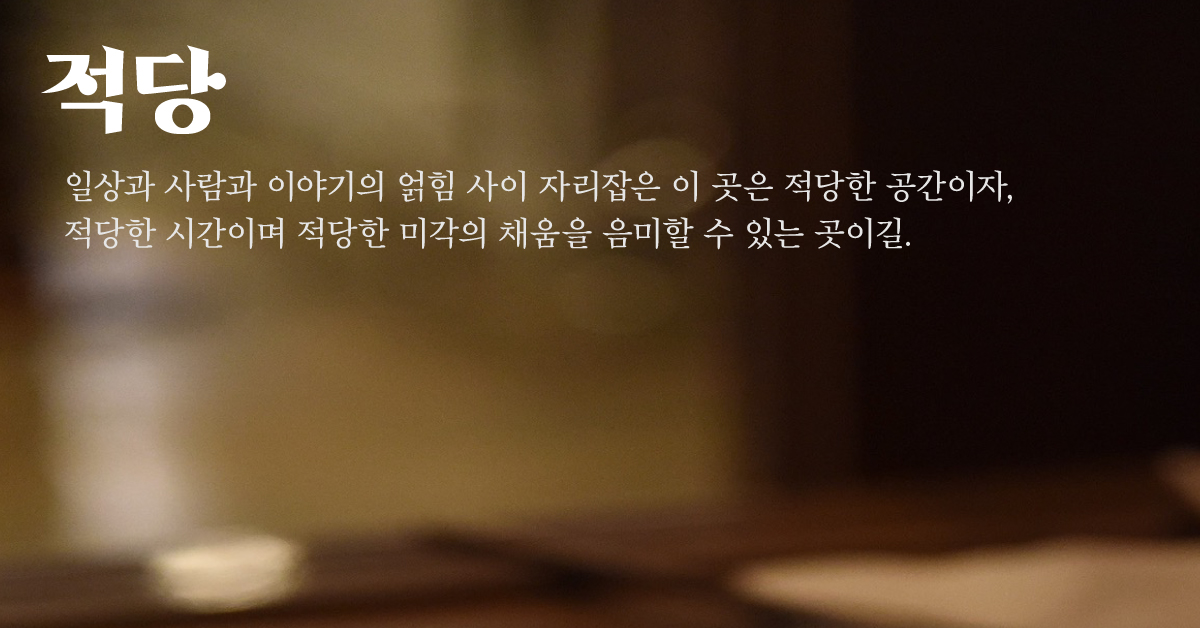 적당
일상과 사람과 이야기의 얽힘 사이 자리잡은 이 곳은 적당한 공간이자,
적당한 시간이며 적당한 미각의 채움을 음미할 수 있는 곳이길.